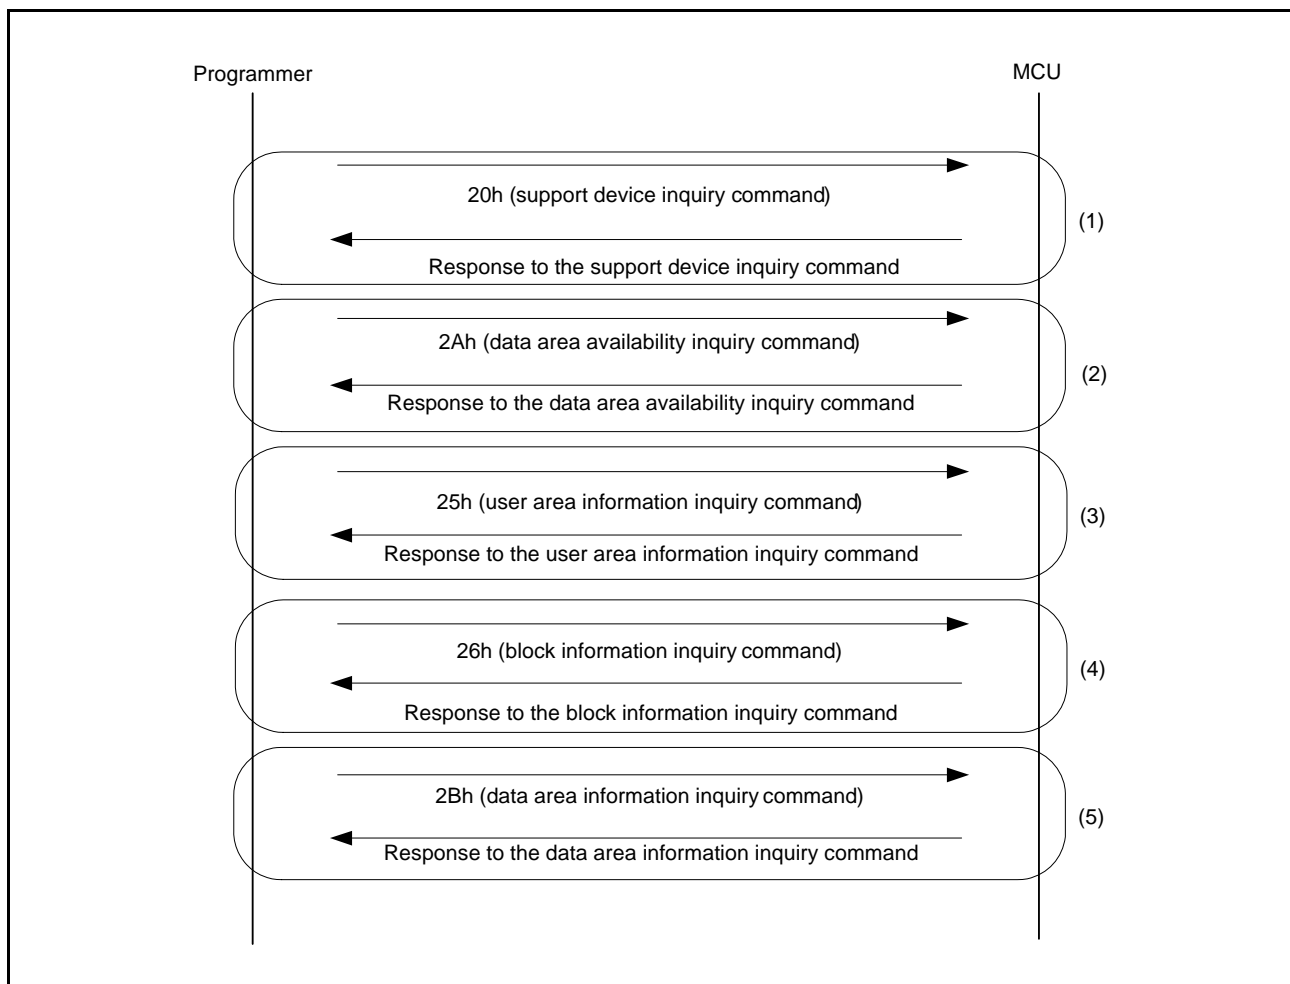 Programmer
MCU
20h (support device inquiry command)
(1)
Response to the support device inquiry command
2Ah (data area availability inquiry command)
(2)
Response to the data area availability inquiry command
25h (user area information inquiry command)
(3)
Response to the user area information inquiry command
26h (block information inquiry command)
(4)
Response to the block information inquiry command
2Bh (data area information inquiry command)
(5)
Response to the data area information inquiry command